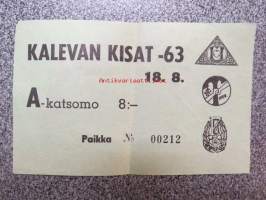 KALEVAN KISAT -63
18. 8.
A-katsomo 8:–
Paikka № 00212